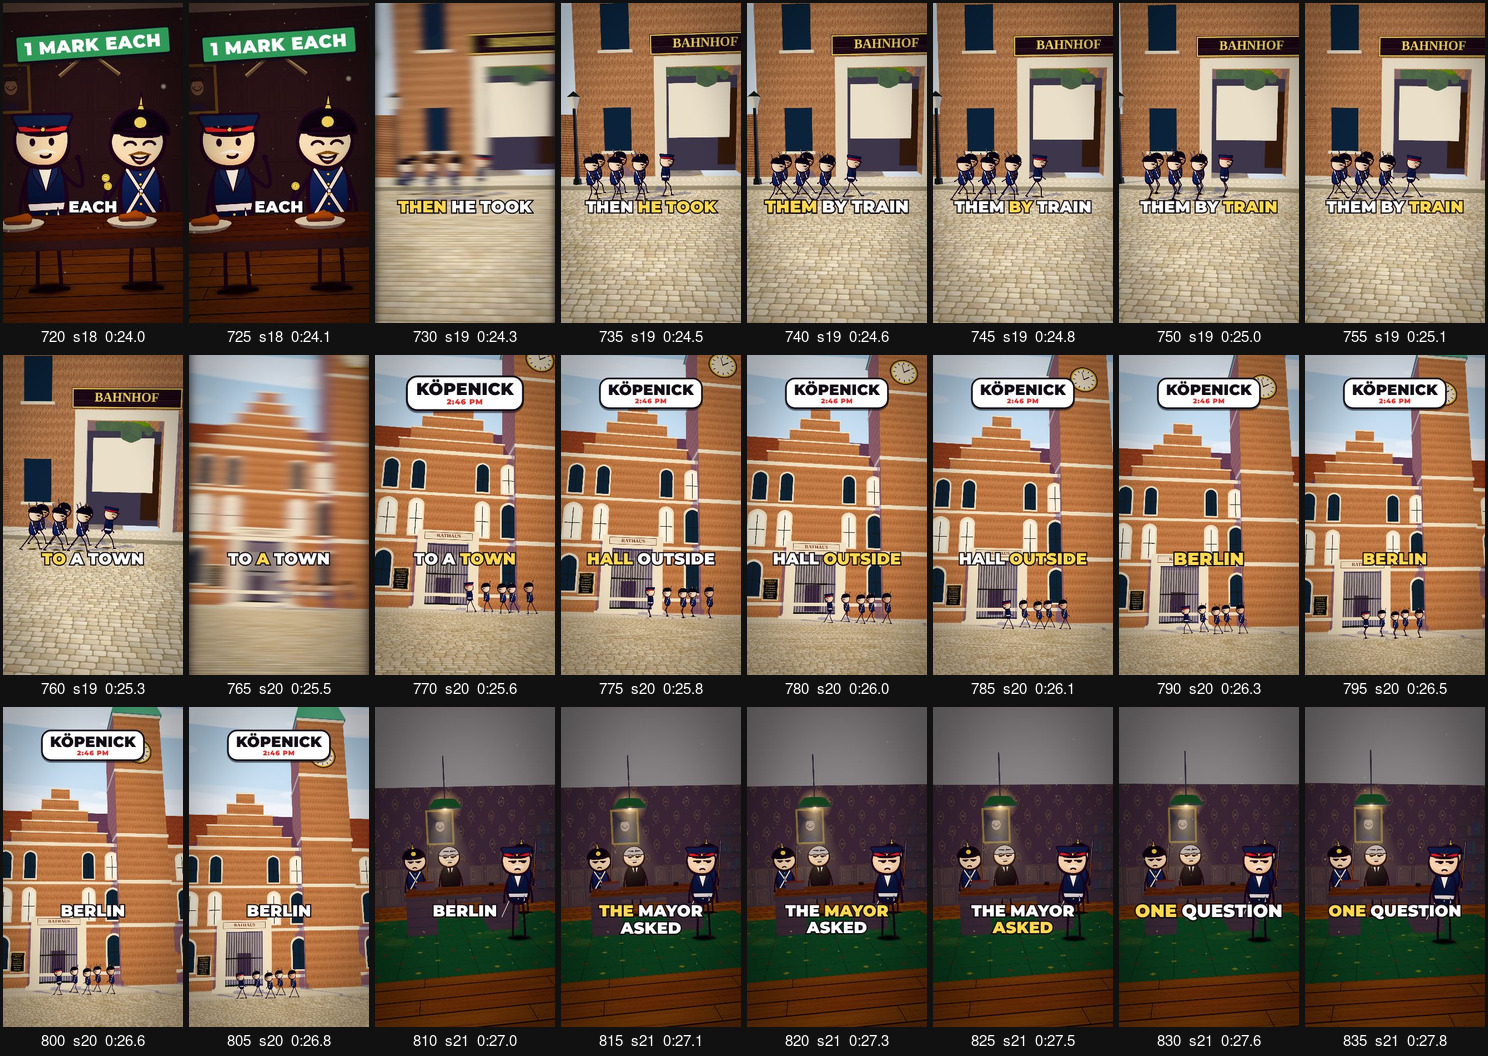 1 MARK EACH
EACH
720 s18 0:24.0
1 MARK EACH
EACH
725 s18 0:24.1
THEN HE TOOK
730 s19 0:24.3
BAHNHOF
THEN HE TOOK
735 s19 0:24.5
BAHNHOF
THEM BY TRAIN
740 s19 0:24.6
BAHNHOF
THEM BY TRAIN
745 s19 0:24.8
BAHNHOF
THEM BY TRAIN
750 s19 0:25.0
BAHNHOF
THEM BY TRAIN
755 s19 0:25.1
BAHNHOF
TO A TOWN
760 s19 0:25.3
TO A TOWN
765 s20 0:25.5
KÖPENICK
2:46 PM
RATHAUS
TO A TOWN
770 s20 0:25.6
KÖPENICK
2:46 PM
RATHAUS
HALL OUTSIDE
775 s20 0:25.8
KÖPENICK
2:46 PM
RATHAUS
HALL OUTSIDE
780 s20 0:26.0
KÖPENICK
2:46 PM
HALL OUTSIDE
785 s20 0:26.1
KÖPENICK
2:46 PM
BERLIN
790 s20 0:26.3
KÖPENICK
2:46 PM
BERLIN
795 s20 0:26.5
KÖPENICK
2:46 PM
BERLIN
RATHAUS
800 s20 0:26.6
KÖPENICK
2:46 PM
BERLIN
RATHAUS
805 s20 0:26.8
BERLIN
810 s21 0:27.0
THE MAYOR
ASKED
815 s21 0:27.1
THE MAYOR
ASKED
820 s21 0:27.3
THE MAYOR
ASKED
825 s21 0:27.5
ONE QUESTION
830 s21 0:27.6
ONE QUESTION
835 s21 0:27.8